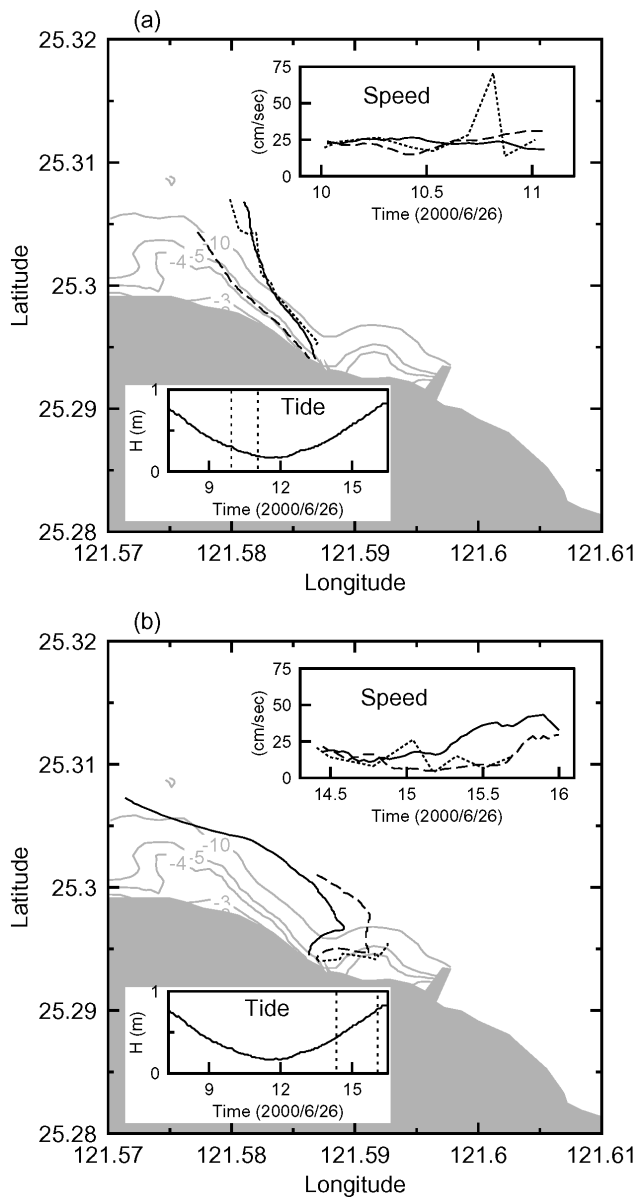 (a)
25.32
75
50
25
0
(cm/sec)
Speed
10
10.5
11
Time (2000/6/26)
25.31
25.3
25.29
25.28
Latitude
-10
-5
-4
-3
1
0
H (m)
Tide
9
12
15
Time (2000/6/26)
121.57
121.58
121.59
121.6
121.61
Longitude
(b)
25.32
75
50
25
0
(cm/sec)
Speed
14.5
15
15.5
16
Time (2000/6/26)
25.31
25.3
25.29
25.28
Latitude
-10
-5
-4
-3
1
0
H (m)
Tide
9
12
15
Time (2000/6/26)
121.57
121.58
121.59
121.6
121.61
Longitude